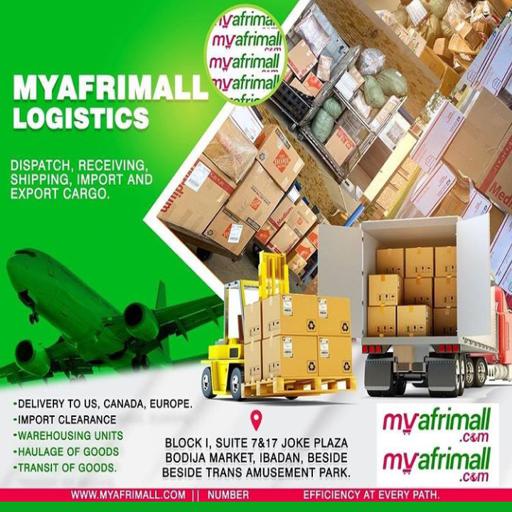 myafrimall
myafrimall
.com
myafrimall
myafrimall
MYAFRIMALL
LOGISTICS
DISPATCH, RECEIVING,
SHIPPING, IMPORT AND
EXPORT CARGO.
•DELIVERY TO US, CANADA, EUROPE.
•IMPORT CLEARANCE
•WAREHOUSING UNITS
•HAULAGE OF GOODS
•TRANSIT OF GOODS.
BLOCK I, SUITE 7&17 JOKE PLAZA
BODIJA MARKET, IBADAN, BESIDE
BESIDE TRANS AMUSEMENT PARK.
myafrimall
.com
myafrimall
.com
WWW.MYAFRIMALL.COM || NUMBER
EFFICIENCY AT EVERY PATH.